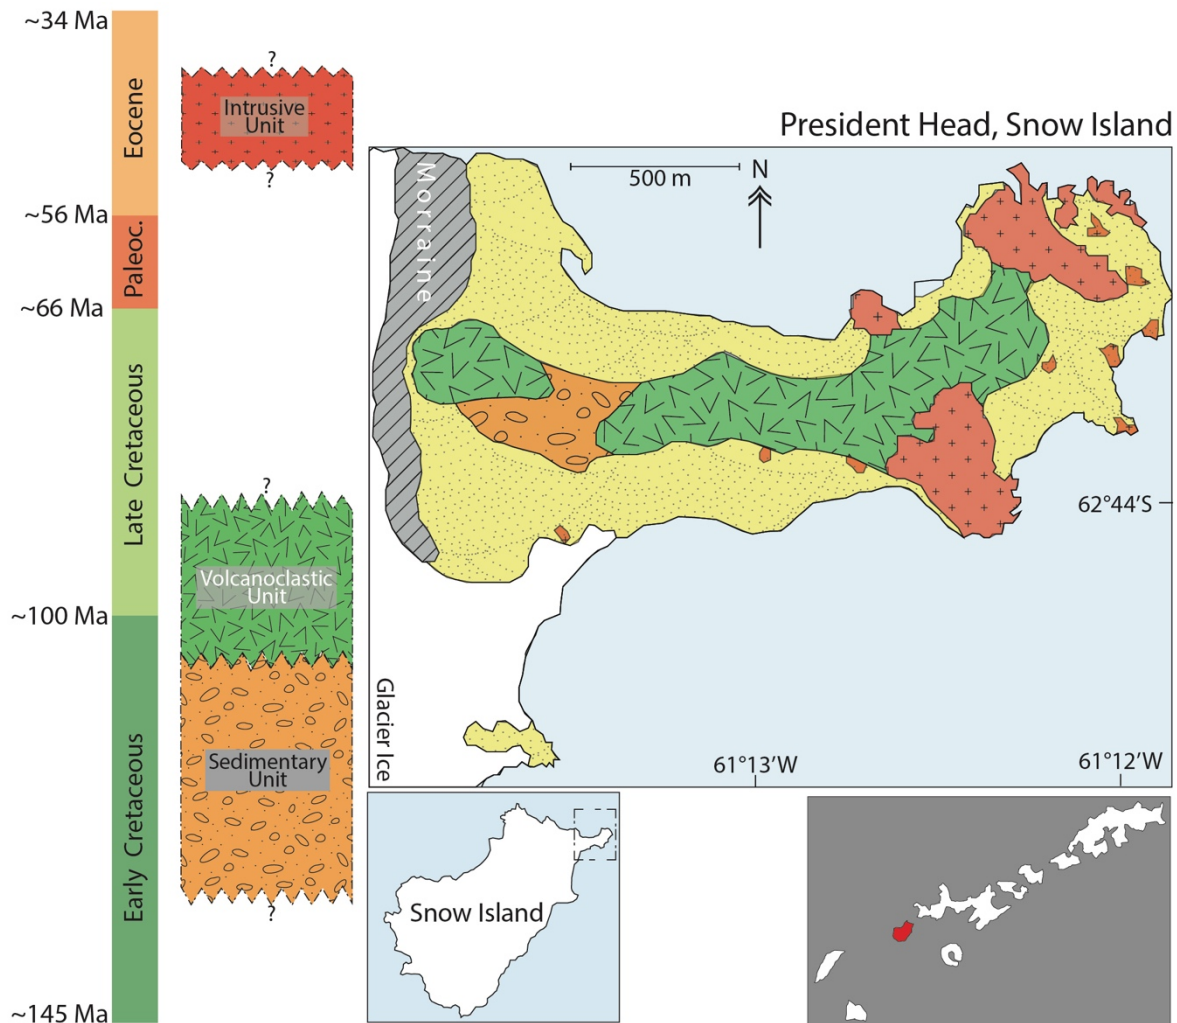 ~34 Ma
Eocene
~56 Ma
Paleoc.
~66 Ma
Late Cretaceous
~100 Ma
Early Cretaceous
~145 Ma
?
Intrusive
Unit
?
?
Volcanoclastic
Unit
Sedimentary
Unit
?
President Head, Snow Island
Morraine
500 m
N
62°44'S
Glacier Ice
61°13'W
61°12'W
Snow Island